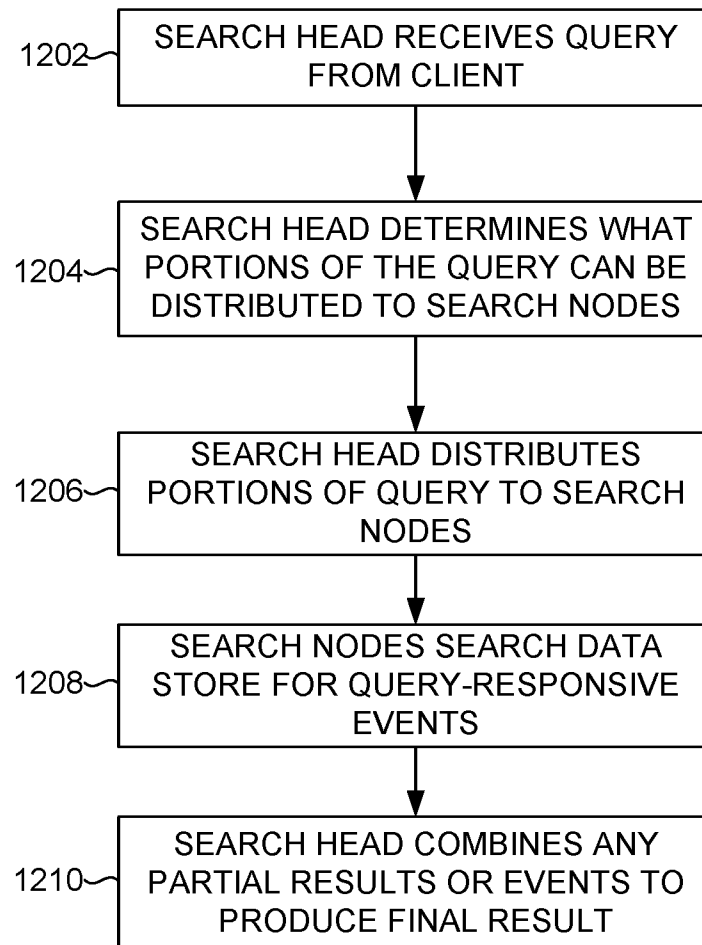 SEARCH HEAD RECEIVES QUERY
FROM CLIENT
1202
SEARCH HEAD DETERMINES WHAT
PORTIONS OF THE QUERY CAN BE
DISTRIBUTED TO SEARCH NODES
1204
SEARCH HEAD DISTRIBUTES
PORTIONS OF QUERY TO SEARCH
NODES
1206
SEARCH NODES SEARCH DATA
STORE FOR QUERY-RESPONSIVE
EVENTS
1208
SEARCH HEAD COMBINES ANY
PARTIAL RESULTS OR EVENTS TO
PRODUCE FINAL RESULT
1210